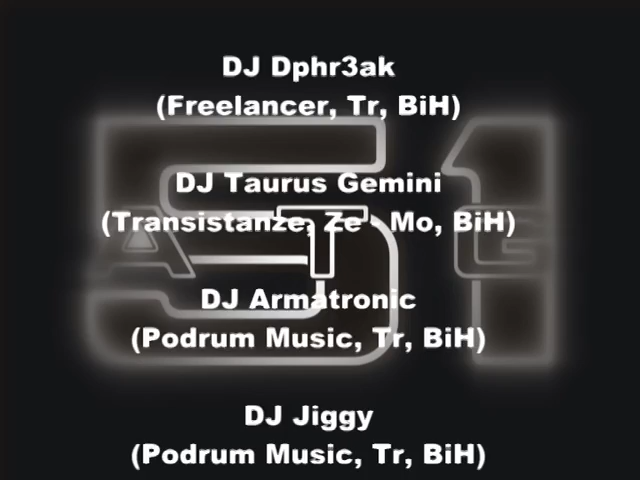 DJ Dphr3ak
(Freelancer, Tr, BiH)
DJ Taurus Gemini
(Transistanze, Ze - Mo, BiH)
DJ Armatronic
(Podrum Music, Tr, BiH)
DJ Jiggy
(Podrum Music, Tr, BiH)
51
A T G